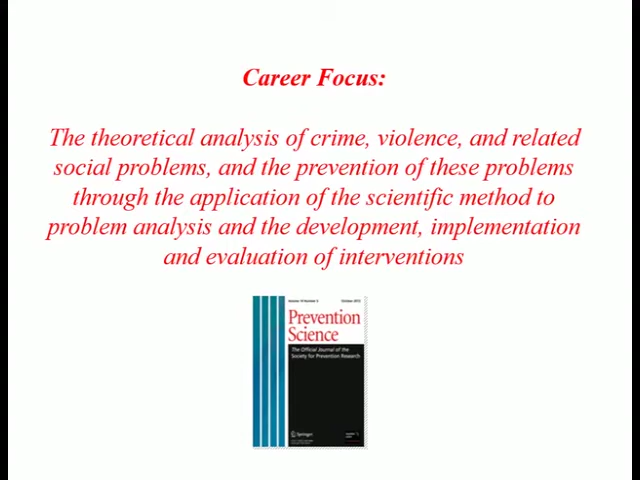 Career Focus:
The theoretical analysis of crime, violence, and related
social problems, and the prevention of these problems
through the application of the scientific method to
problem analysis and the development, implementation
and evaluation of interventions
Prevention
Science
The Official Journal of the
Society for Prevention Research
Springer